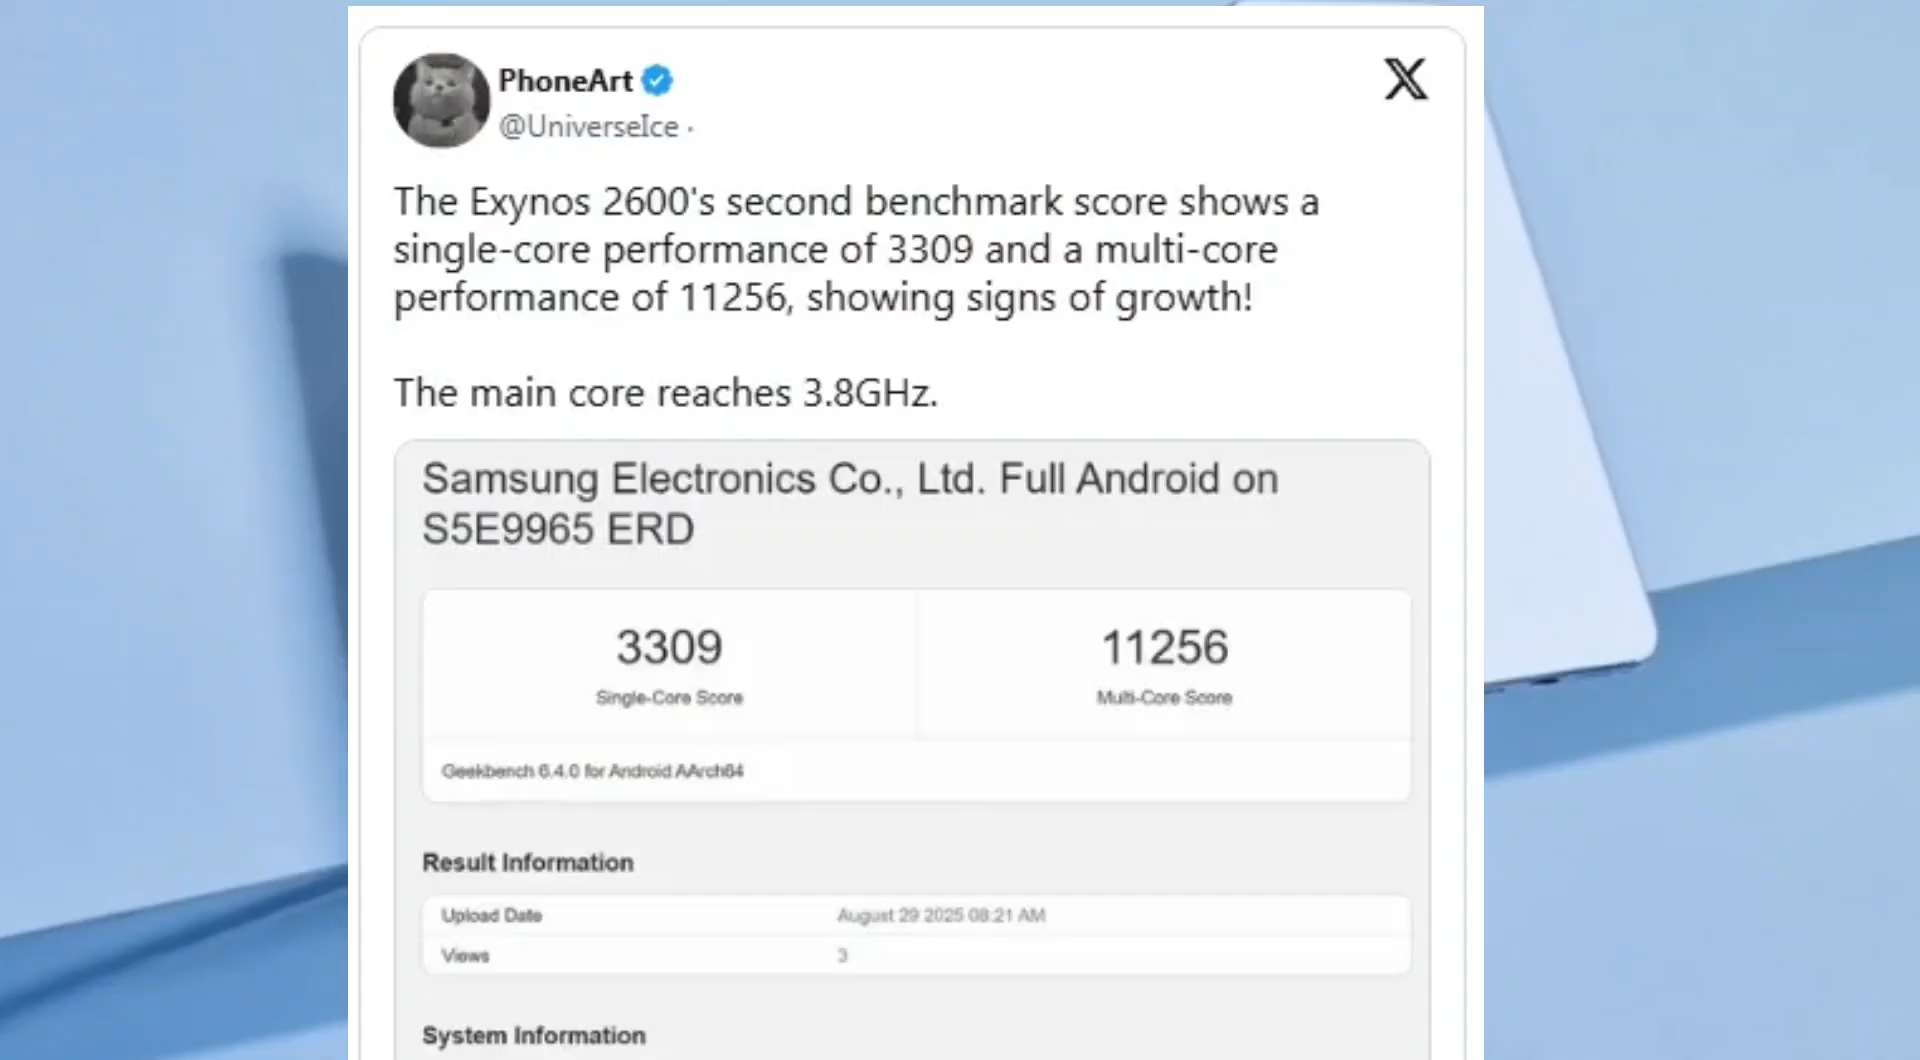 PhoneArt
@UniverseIce ·
The Exynos 2600's second benchmark score shows a
single-core performance of 3309 and a multi-core
performance of 11256, showing signs of growth!
The main core reaches 3.8GHz.
Samsung Electronics Co., Ltd. Full Android on
S5E9965 ERD
3309
Single-Core Score
11256
Multi-Core Score
Geekbench 6.4.0 for Android AArch64
Result Information
Upload Date August 29 2025 08:21 AM
Views 3
System Information